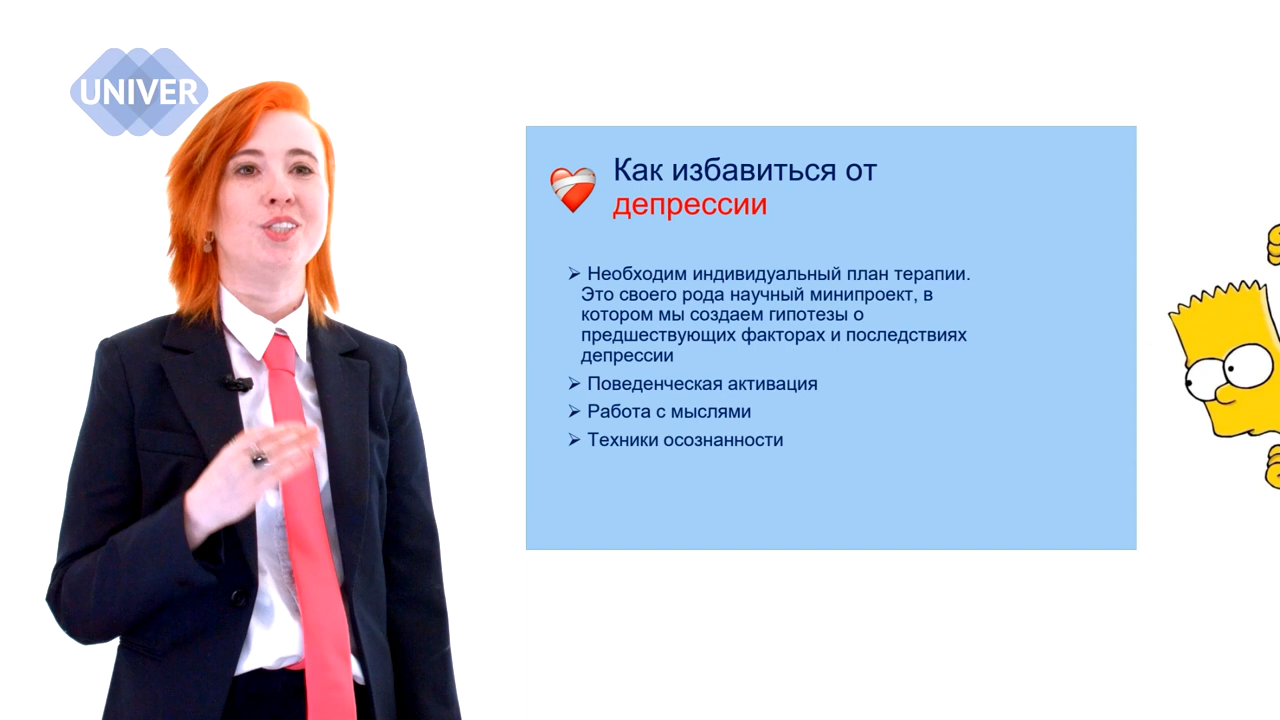 UNIVER
Как избавиться от
депрессии
Необходим индивидуальный план терапии.
Это своего рода научный минипроект, в
котором мы создаем гипотезы о
предшествующих факторах и последствиях
депрессии
Поведенческая активация
Работа с мыслями
Техники осознанности